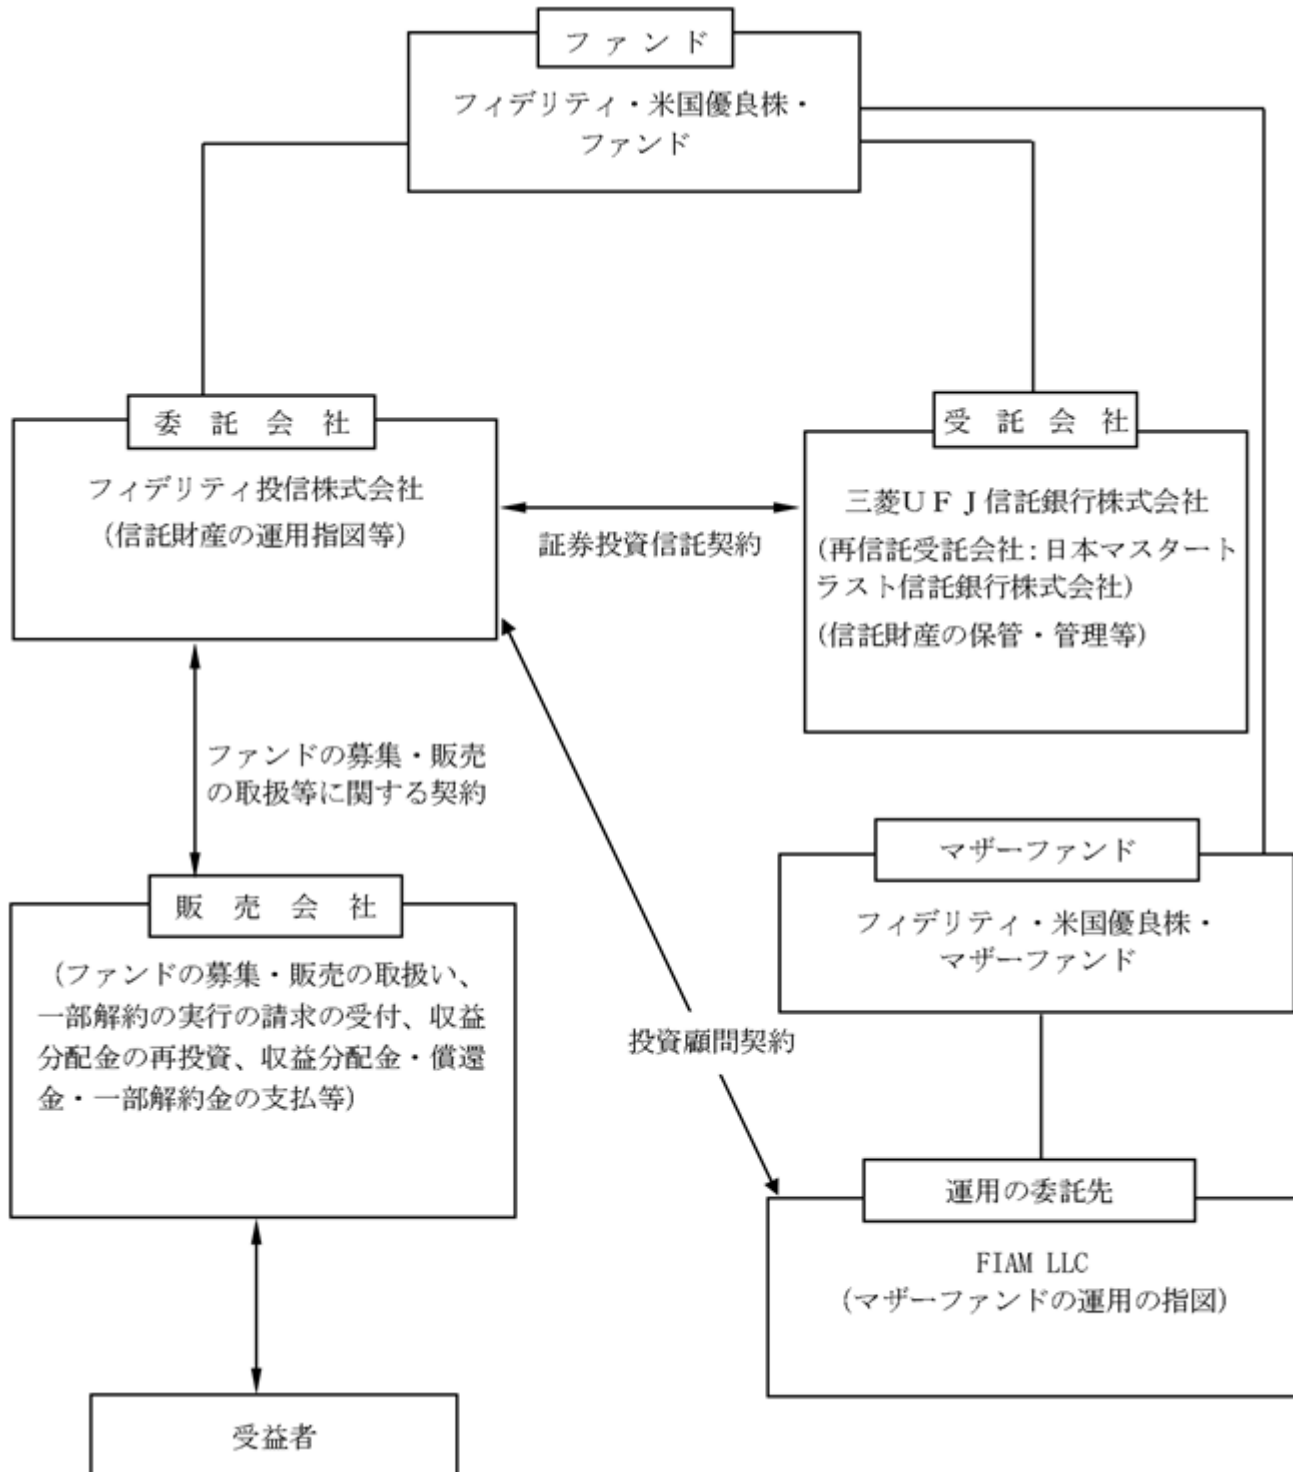 ファンド
フィデリティ・米国優良株・
ファンド
委託会社
フィデリティ投信株式会社
(信託財産の運用指図等)
証券投資信託契約
受託会社
三菱UFJ信託銀行株式会社
(再信託受託会社:日本マスタート
ラスト信託銀行株式会社)
(信託財産の保管・管理等)
ファンドの募集・販売
の取扱等に関する契約
マザーファンド
フィデリティ・米国優良株・
マザーファンド
販売会社
(ファンドの募集・販売の取扱い、
一部解約の実行の請求の受付、収益
分配金の再投資、収益分配金・償還
金・一部解約金の支払等)
投資顧問契約
運用の委託先
FIAM LLC
(マザーファンドの運用の指図)
受益者